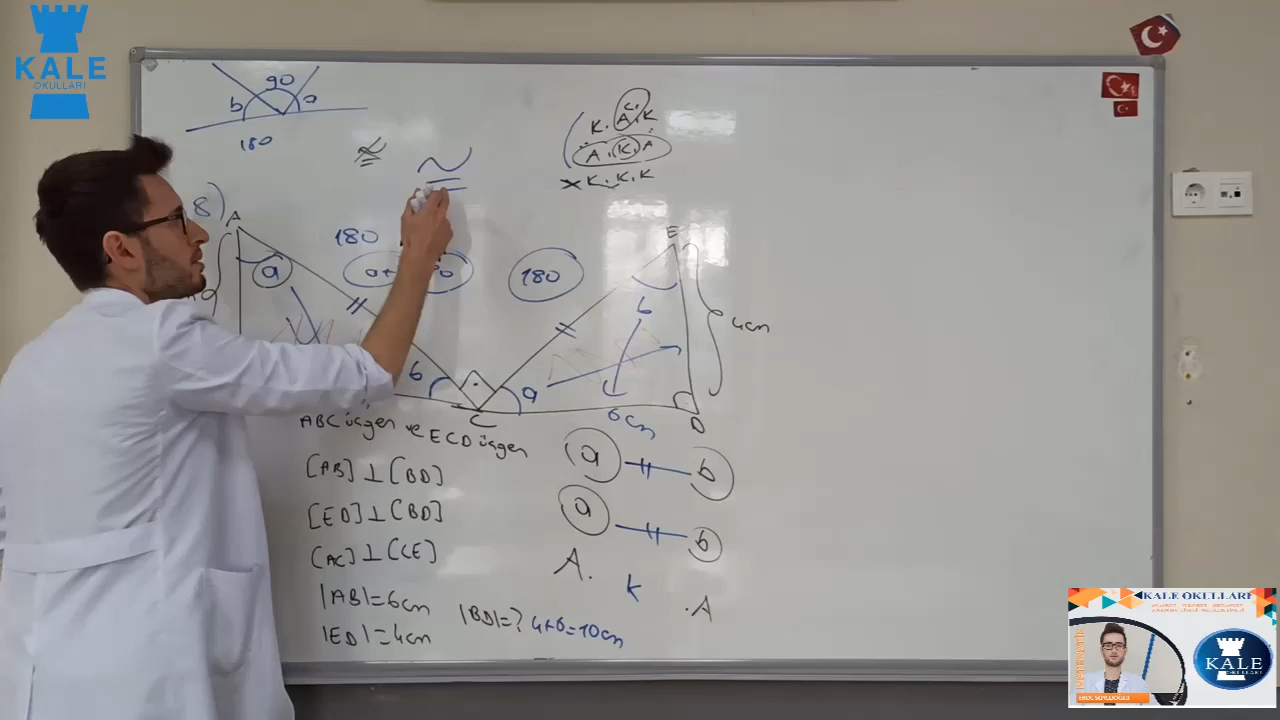 KALE
OKULLARI
90
b a
180
K.A.K
A.K.A
K.K.K
8)
A
180
a
180
E
b
4cm
b
a
C
6cm
D
ABC üçgen ve ECD üçgen
[AB]⊥[BD]
[ED]⊥[BD]
[AC]⊥[CE]
|AB|=6cm
|ED|=4cm
|BD|=? 4+6=10cm
a b
a b
A. K .A
KALE OKULLARI
KALE
OKULLARI